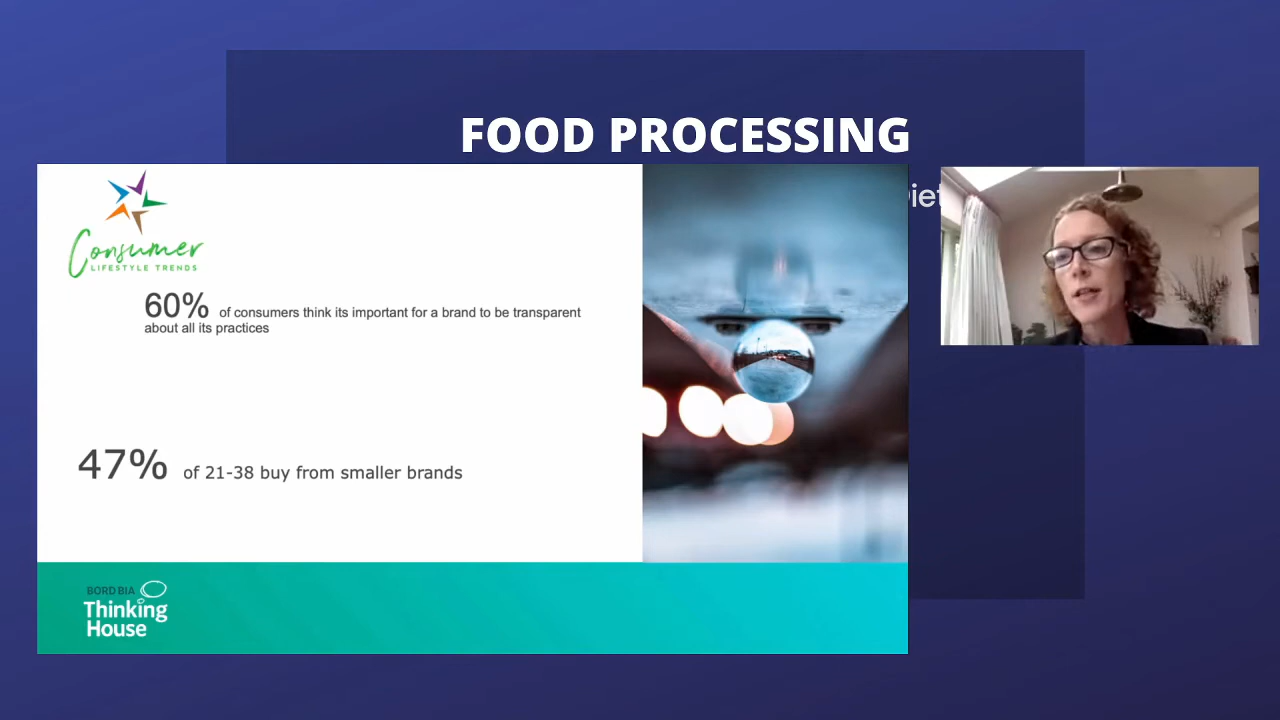 FOOD PROCESSING
Diet
Consumer
LIFESTYLE TRENDS
60% of consumers think its important for a brand to be transparent
about all its practices
47% of 21-38 buy from smaller brands
BORD BIA
Thinking
House